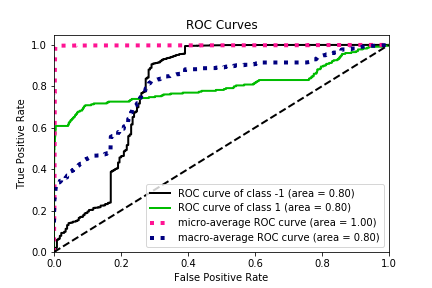 ROC Curves
True Positive Rate
1.0
0.8
0.6
0.4
0.2
0.0
ROC curve of class -1 (area = 0.80)
ROC curve of class 1 (area = 0.80)
micro-average ROC curve (area = 1.00)
macro-average ROC curve (area = 0.80)
0.0 0.2 0.4 0.6 0.8 1.0
False Positive Rate